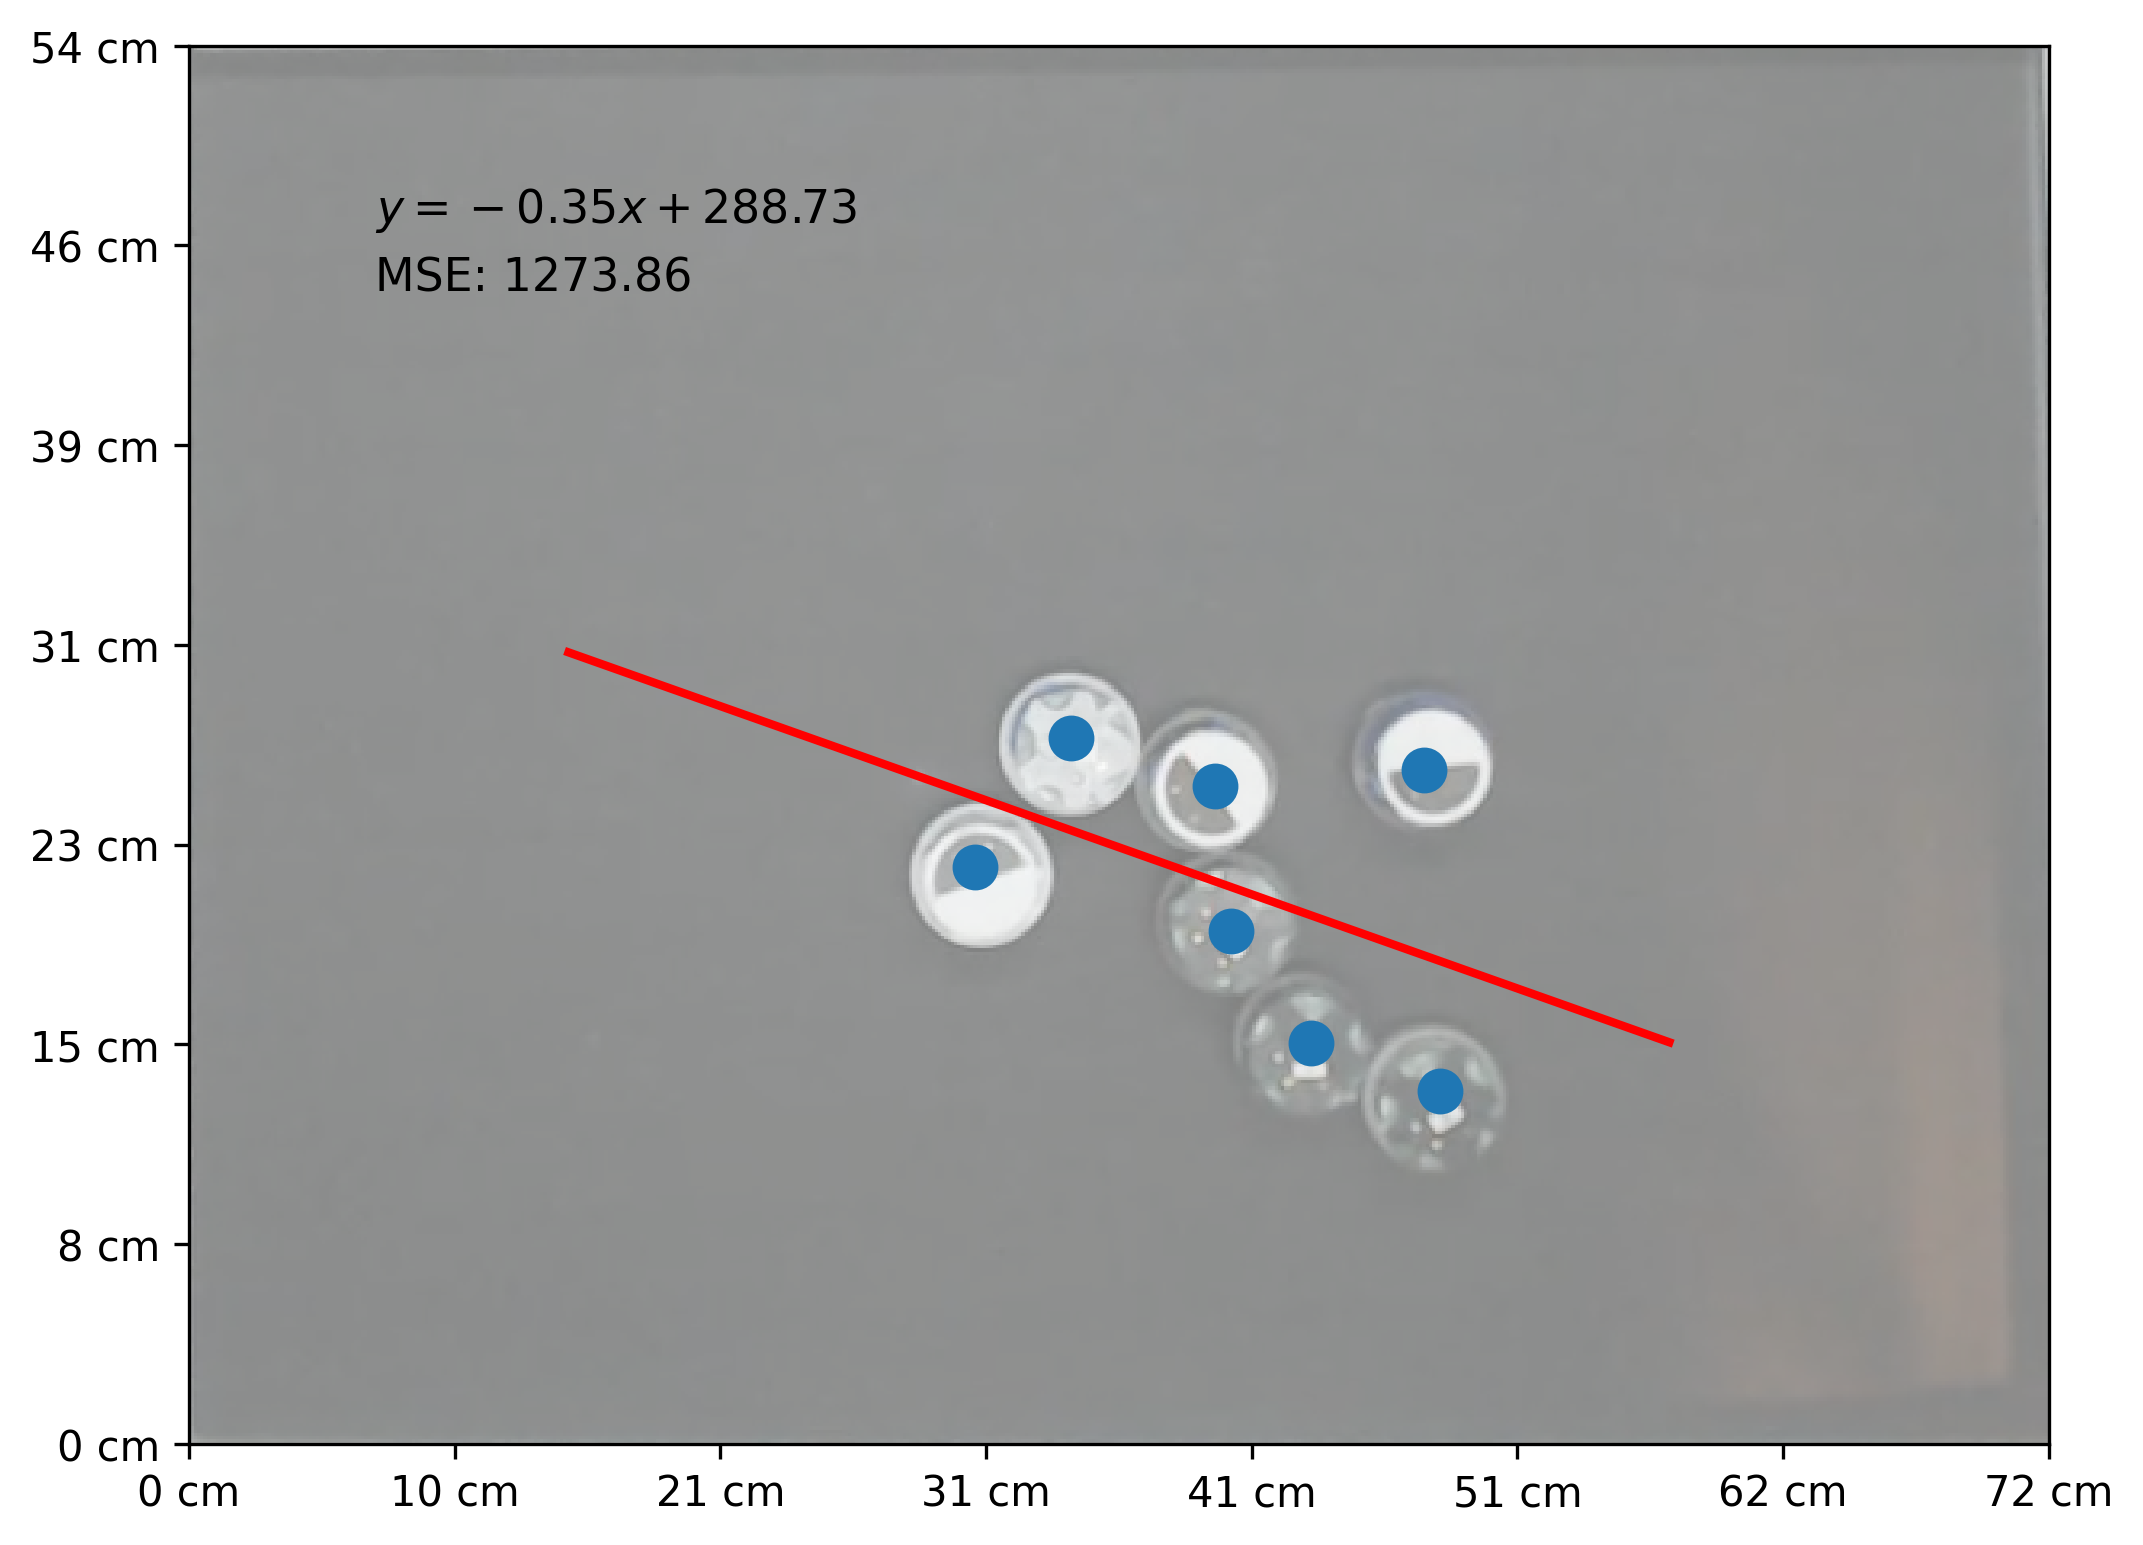 54 cm
y = −0.35x + 288.73
46 cm
MSE: 1273.86
39 cm
31 cm
23 cm
15 cm
8 cm
0 cm
0 cm 10 cm 21 cm 31 cm 41 cm 51 cm 62 cm 72 cm